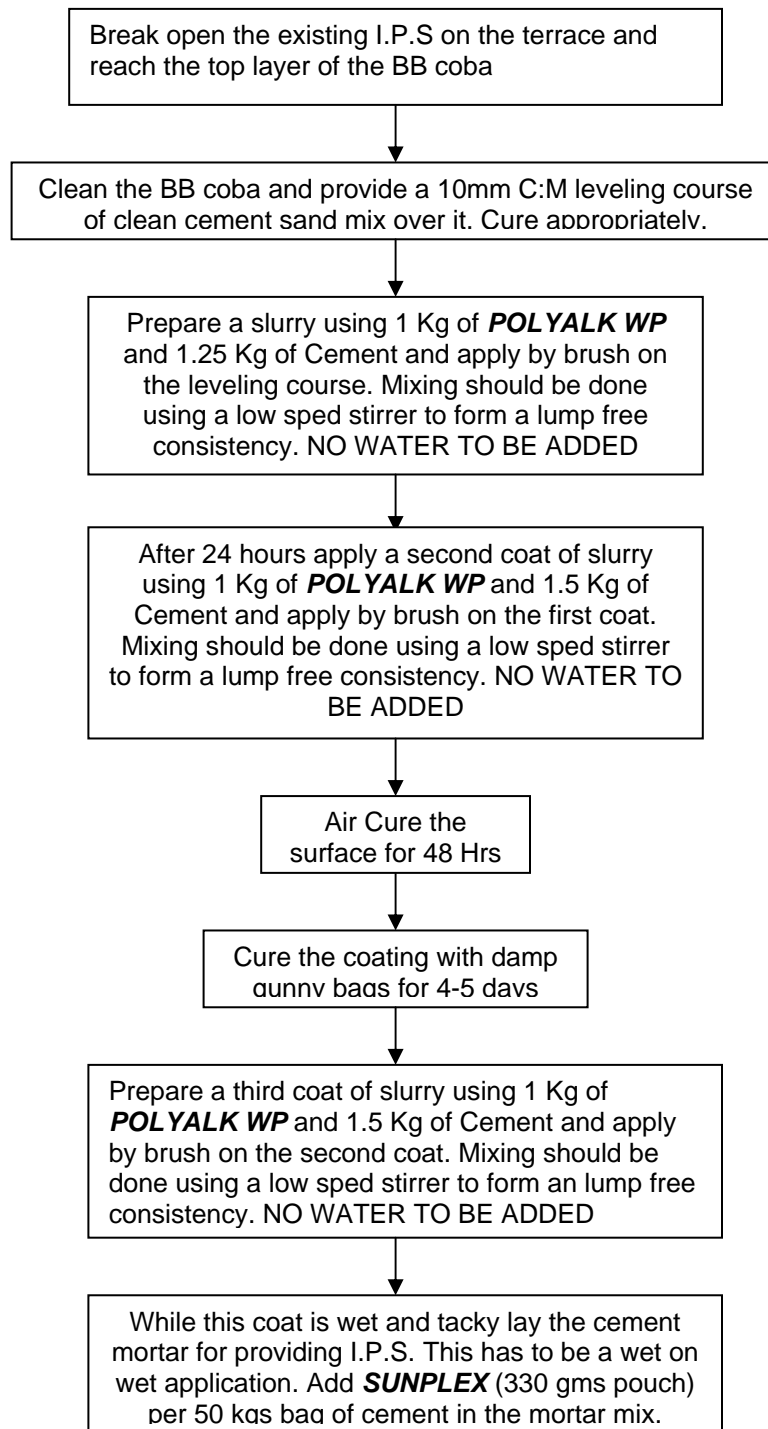 Break open the existing I.P.S on the terrace and
reach the top layer of the BB coba
Clean the BB coba and provide a 10mm C:M leveling course
of clean cement sand mix over it. Cure appropriately.
Prepare a slurry using 1 Kg of POLYALK WP
and 1.25 Kg of Cement and apply by brush on
the leveling course. Mixing should be done
using a low sped stirrer to form a lump free
consistency. NO WATER TO BE ADDED
After 24 hours apply a second coat of slurry
using 1 Kg of POLYALK WP and 1.5 Kg of
Cement and apply by brush on the first coat.
Mixing should be done using a low sped stirrer
to form a lump free consistency. NO WATER TO
BE ADDED
Air Cure the
surface for 48 Hrs
Cure the coating with damp
gunny bags for 4-5 days
Prepare a third coat of slurry using 1 Kg of
POLYALK WP and 1.5 Kg of Cement and apply
by brush on the second coat. Mixing should be
done using a low sped stirrer to form an lump free
consistency. NO WATER TO BE ADDED
While this coat is wet and tacky lay the cement
mortar for providing I.P.S. This has to be a wet on
wet application. Add SUNPLEX (330 gms pouch)
per 50 kgs bag of cement in the mortar mix.